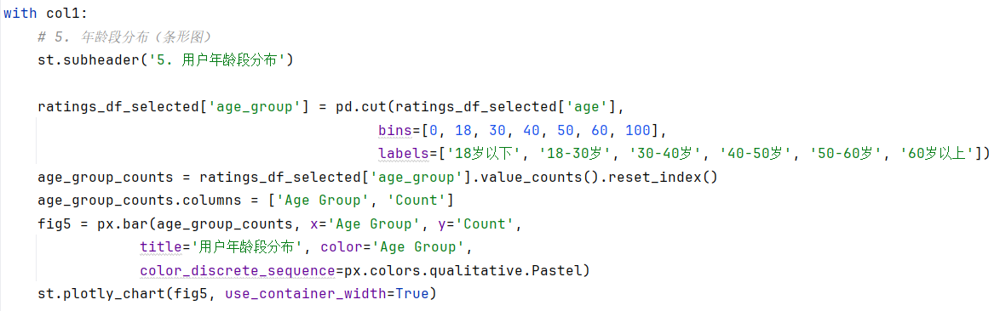 with col1:
    # 5. 年龄段分布（条形图）
    st.subheader('5. 用户年龄段分布')

    ratings_df_selected['age_group'] = pd.cut(ratings_df_selected['age'],
                                              bins=[0, 18, 30, 40, 50, 60, 100],
                                              labels=['18岁以下', '18-30岁', '30-40岁', '40-50岁', '50-60岁', '60岁以上'])
    age_group_counts = ratings_df_selected['age_group'].value_counts().reset_index()
    age_group_counts.columns = ['Age Group', 'Count']
    fig5 = px.bar(age_group_counts, x='Age Group', y='Count',
                  title='用户年龄段分布', color='Age Group',
                  color_discrete_sequence=px.colors.qualitative.Pastel)
    st.plotly_chart(fig5, use_container_width=True)